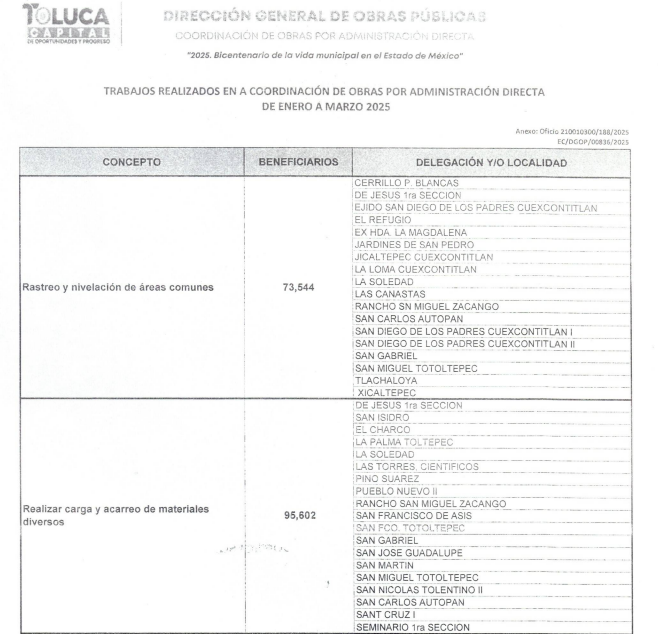 TOLUCA
CAPITAL
DE OPORTUNIDADES Y PROGRESO
DIRECCIÓN GENERAL DE OBRAS PÚBLICAS
COORDINACIÓN DE OBRAS POR ADMINISTRACIÓN DIRECTA
"2025. Bicentenario de la vida municipal en el Estado de México"
TRABAJOS REALIZADOS EN A COORDINACIÓN DE OBRAS POR ADMINISTRACIÓN DIRECTA
DE ENERO A MARZO 2025
Anexo: Oficio 210010300/188/2025
EC/DGOP/00836/2025
CONCEPTO BENEFICIARIOS DELEGACIÓN Y/O LOCALIDAD
CERRILLO P. BLANCAS
DE JESUS 1ra SECCION
EJIDO SAN DIEGO DE LOS PADRES CUEXCONTITLAN
EL REFUGIO
EX HDA. LA MAGDALENA
JARDINES DE SAN PEDRO
JICALTEPEC CUEXCONTITLAN
LA LOMA CUEXCONTITLAN
LA SOLEDAD
Rastreo y nivelación de áreas comunes 73,544
LAS CANASTAS
RANCHO SN MIGUEL ZACANGO
SAN CARLOS AUTOPAN
SAN DIEGO DE LOS PADRES CUEXCONTITLAN I
SAN DIEGO DE LOS PADRES CUEXCONTITLAN II
SAN GABRIEL
SAN MIGUEL TOTOLTEPEC
TLACHALOYA
XICALTEPEC
DE JESUS 1ra SECCION
SAN ISIDRO
EL CHARCO
LA PALMA TOLTEPEC
LA SOLEDAD
LAS TORRES, CIENTIFICOS
PINO SUAREZ
PUEBLO NUEVO II
RANCHO SAN MIGUEL ZACANGO
Realizar carga y acarreo de materiales
diversos
95,602
SAN FRANCISCO DE ASIS
SAN FCO. TOTOLTEPEC
SAN GABRIEL
SAN JOSE GUADALUPE
SAN MARTIN
SAN MIGUEL TOTOLTEPEC
SAN NICOLAS TOLENTINO II
SAN CARLOS AUTOPAN
SANT CRUZ I
SEMINARIO 1ra SECCION